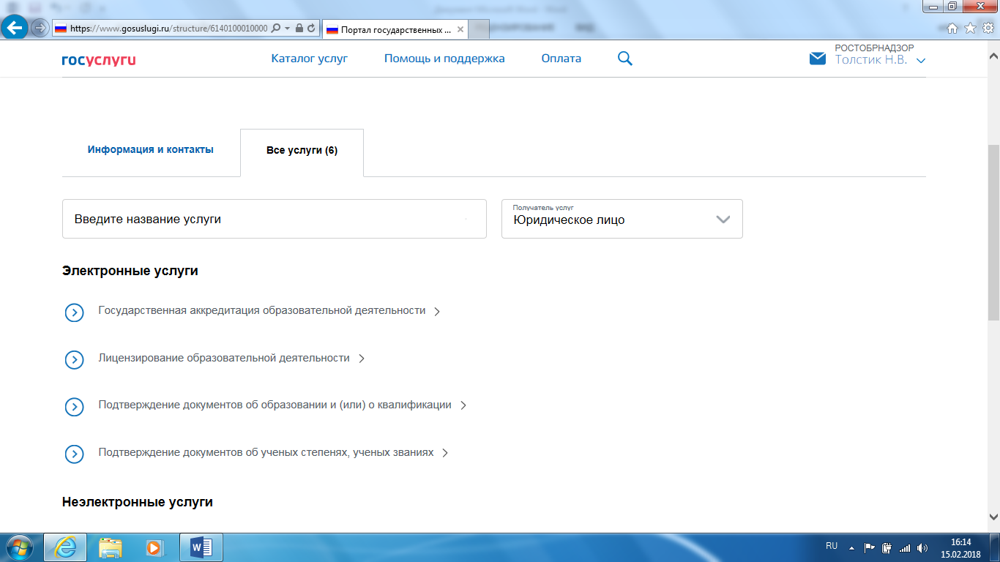 https://www.gosuslugi.ru/structure/6140100010000
Портал государственных ...
госуслуги
Каталог услуг
Помощь и поддержка
Оплата
РОСТОБРНАДЗОР
Толстик Н.В.
Информация и контакты
Все услуги (6)
Введите название услуги
Получатель услуг
Юридическое лицо
Электронные услуги
Государственная аккредитация образовательной деятельности
Лицензирование образовательной деятельности
Подтверждение документов об образовании и (или) о квалификации
Подтверждение документов об ученых степенях, ученых званиях
Неэлектронные услуги
RU
16:14
15.02.2018